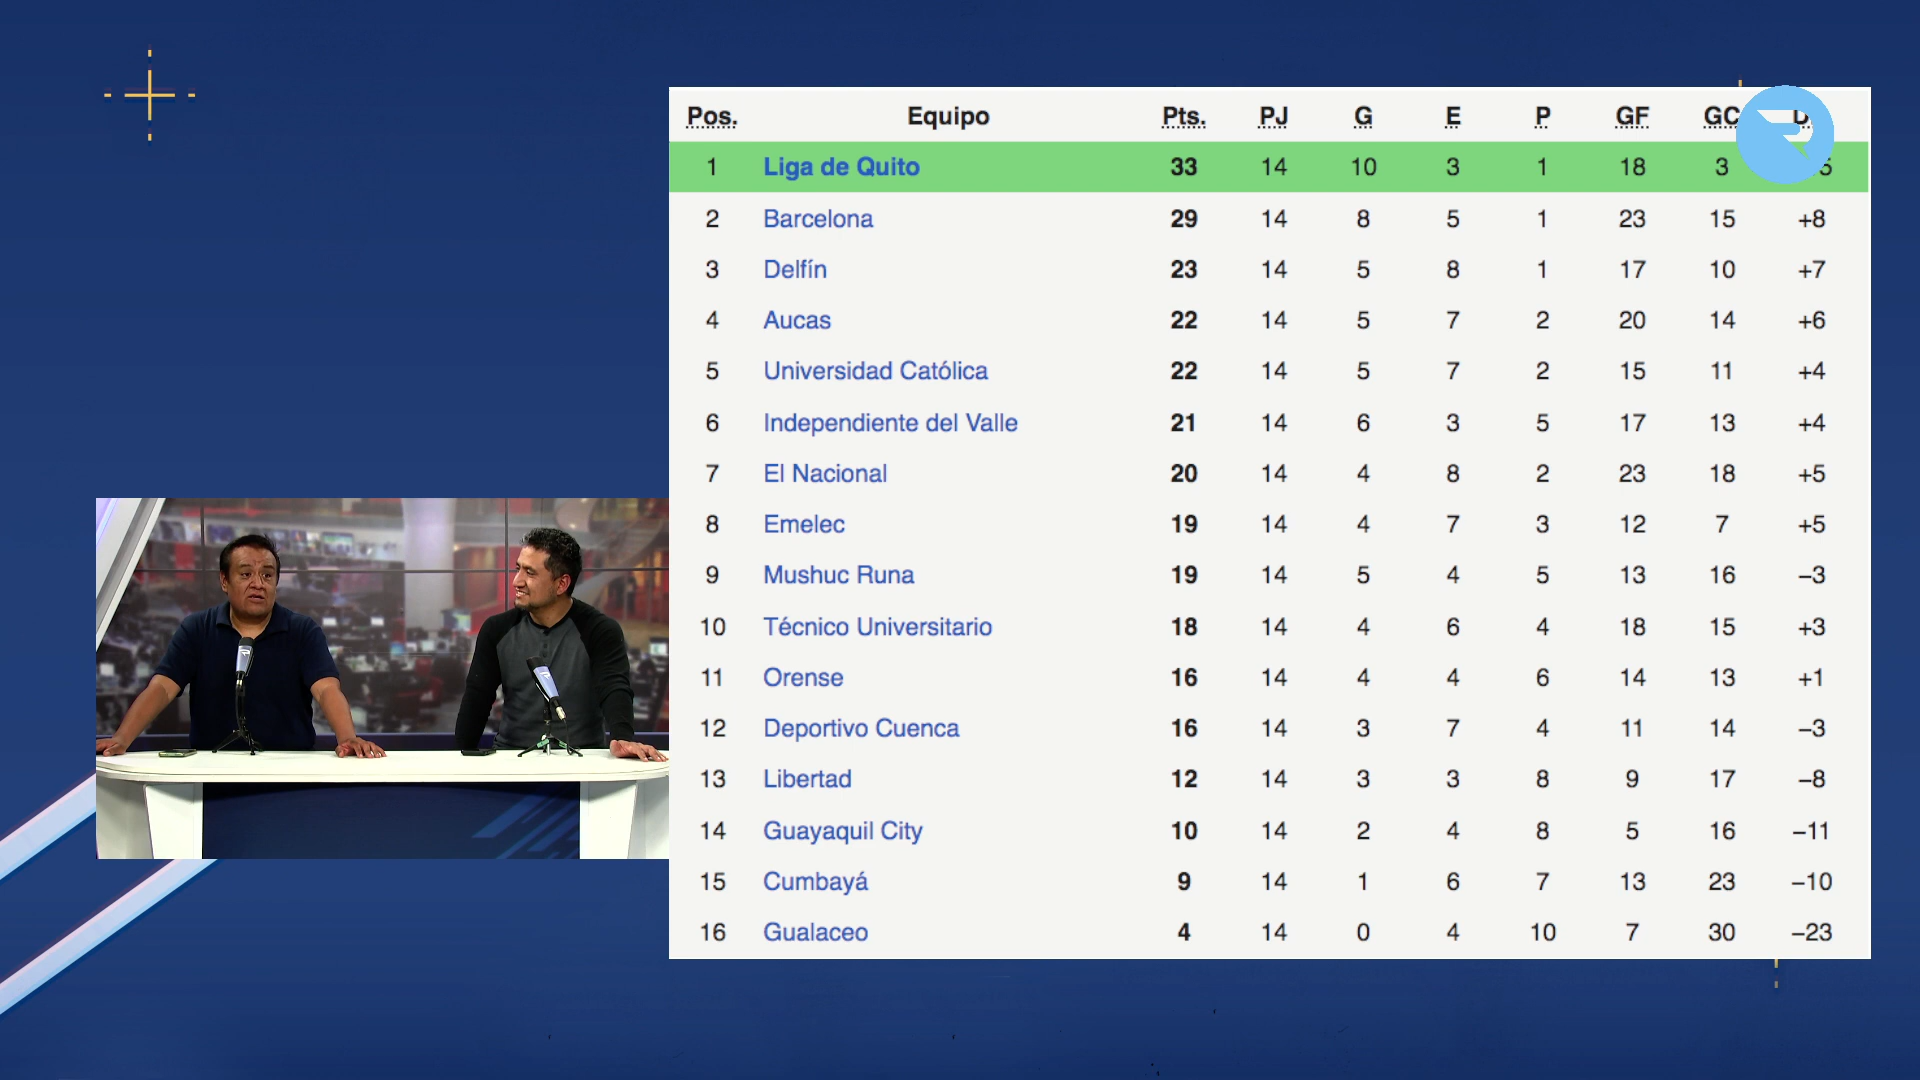 Pos. Equipo Pts. PJ G E P GF GC
1 Liga de Quito 33 14 10 3 1 18 3
2 Barcelona 29 14 8 5 1 23 15 +8
3 Delfín 23 14 5 8 1 17 10 +7
4 Aucas 22 14 5 7 2 20 14 +6
5 Universidad Católica 22 14 5 7 2 15 11 +4
6 Independiente del Valle 21 14 6 3 5 17 13 +4
7 El Nacional 20 14 4 8 2 23 18 +5
8 Emelec 19 14 4 7 3 12 7 +5
9 Mushuc Runa 19 14 5 4 5 13 16 −3
10 Técnico Universitario 18 14 4 6 4 18 15 +3
11 Orense 16 14 4 4 6 14 13 +1
12 Deportivo Cuenca 16 14 3 7 4 11 14 −3
13 Libertad 12 14 3 3 8 9 17 −8
14 Guayaquil City 10 14 2 4 8 5 16 −11
15 Cumbayá 9 14 1 6 7 13 23 −10
16 Gualaceo 4 14 0 4 10 7 30 −23